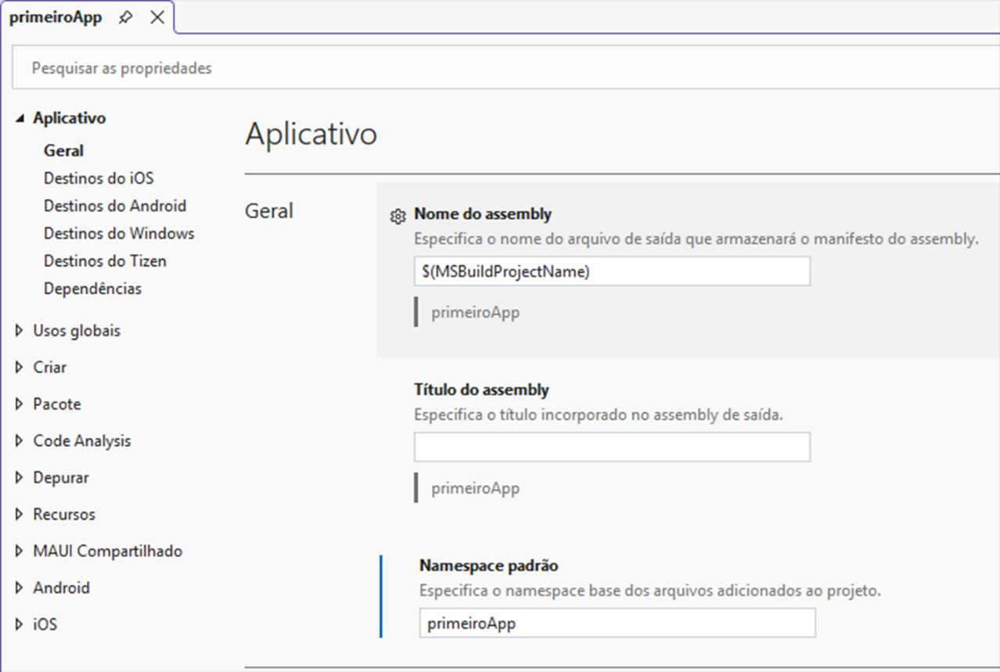 primeiroApp
Pesquisar as propriedades
Aplicativo
Geral
Destinos do iOS
Destinos do Android
Destinos do Windows
Destinos do Tizen
Dependências
Usos globais
Criar
Pacote
Code Analysis
Depurar
Recursos
MAUI Compartilhado
Android
iOS
Aplicativo
Geral
Nome do assembly
Especifica o nome do arquivo de saída que armazenará o manifesto do assembly.
$(MSBuildProjectName)
primeiroApp
Título do assembly
Especifica o título incorporado no assembly de saída.
primeiroApp
Namespace padrão
Especifica o namespace base dos arquivos adicionados ao projeto.
primeiroApp